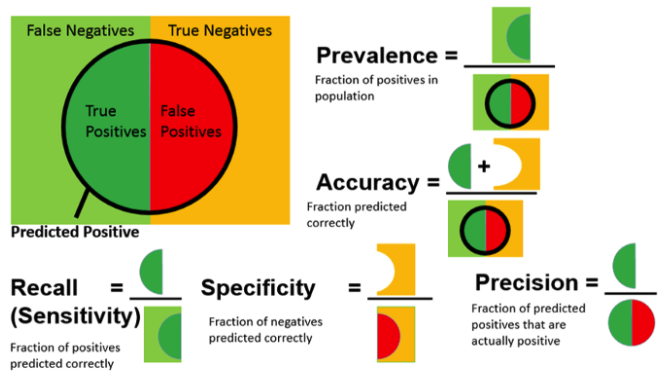 False Negatives
True Negatives
True
Positives
False
Positives
Predicted Positive
Prevalence =
Fraction of positives in
population
Accuracy =
+
Fraction predicted
correctly
Recall =
(Sensitivity)
Fraction of positives
predicted correctly
Specificity =
Fraction of negatives
predicted correctly
Precision =
Fraction of predicted
positives that are
actually positive